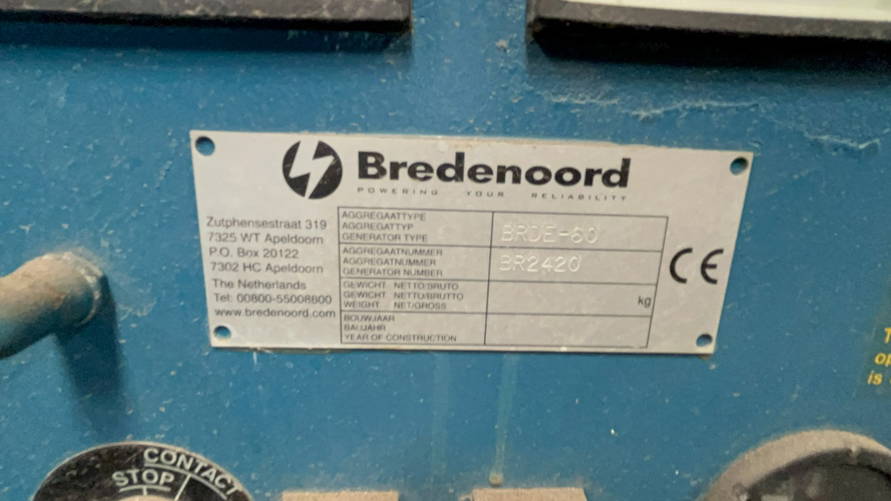 Bredenoord
POWERING YOUR RELIABILITY
Zutphensestraat 319
7325 WT Apeldoorn
P.O. Box 20122
7302 HC Apeldoorn
The Netherlands
Tel: 00800-55008800
www.bredenoord.com
AGGREGAATTYPE
AGGREGATTYP
GENERATOR TYPE
BRDE-60
AGGREGAATNUMMER
AGGREGATNUMMER
GENERATOR NUMBER
BR2420
GEWICHT NETTO/BRUTO
GEWICHT NETTO/BRUTTO
WEIGHT NET/GROSS
kg
BOUWJAAR
BAUJAHR
YEAR OF CONSTRUCTION
CE
CONTACT
STOP
is